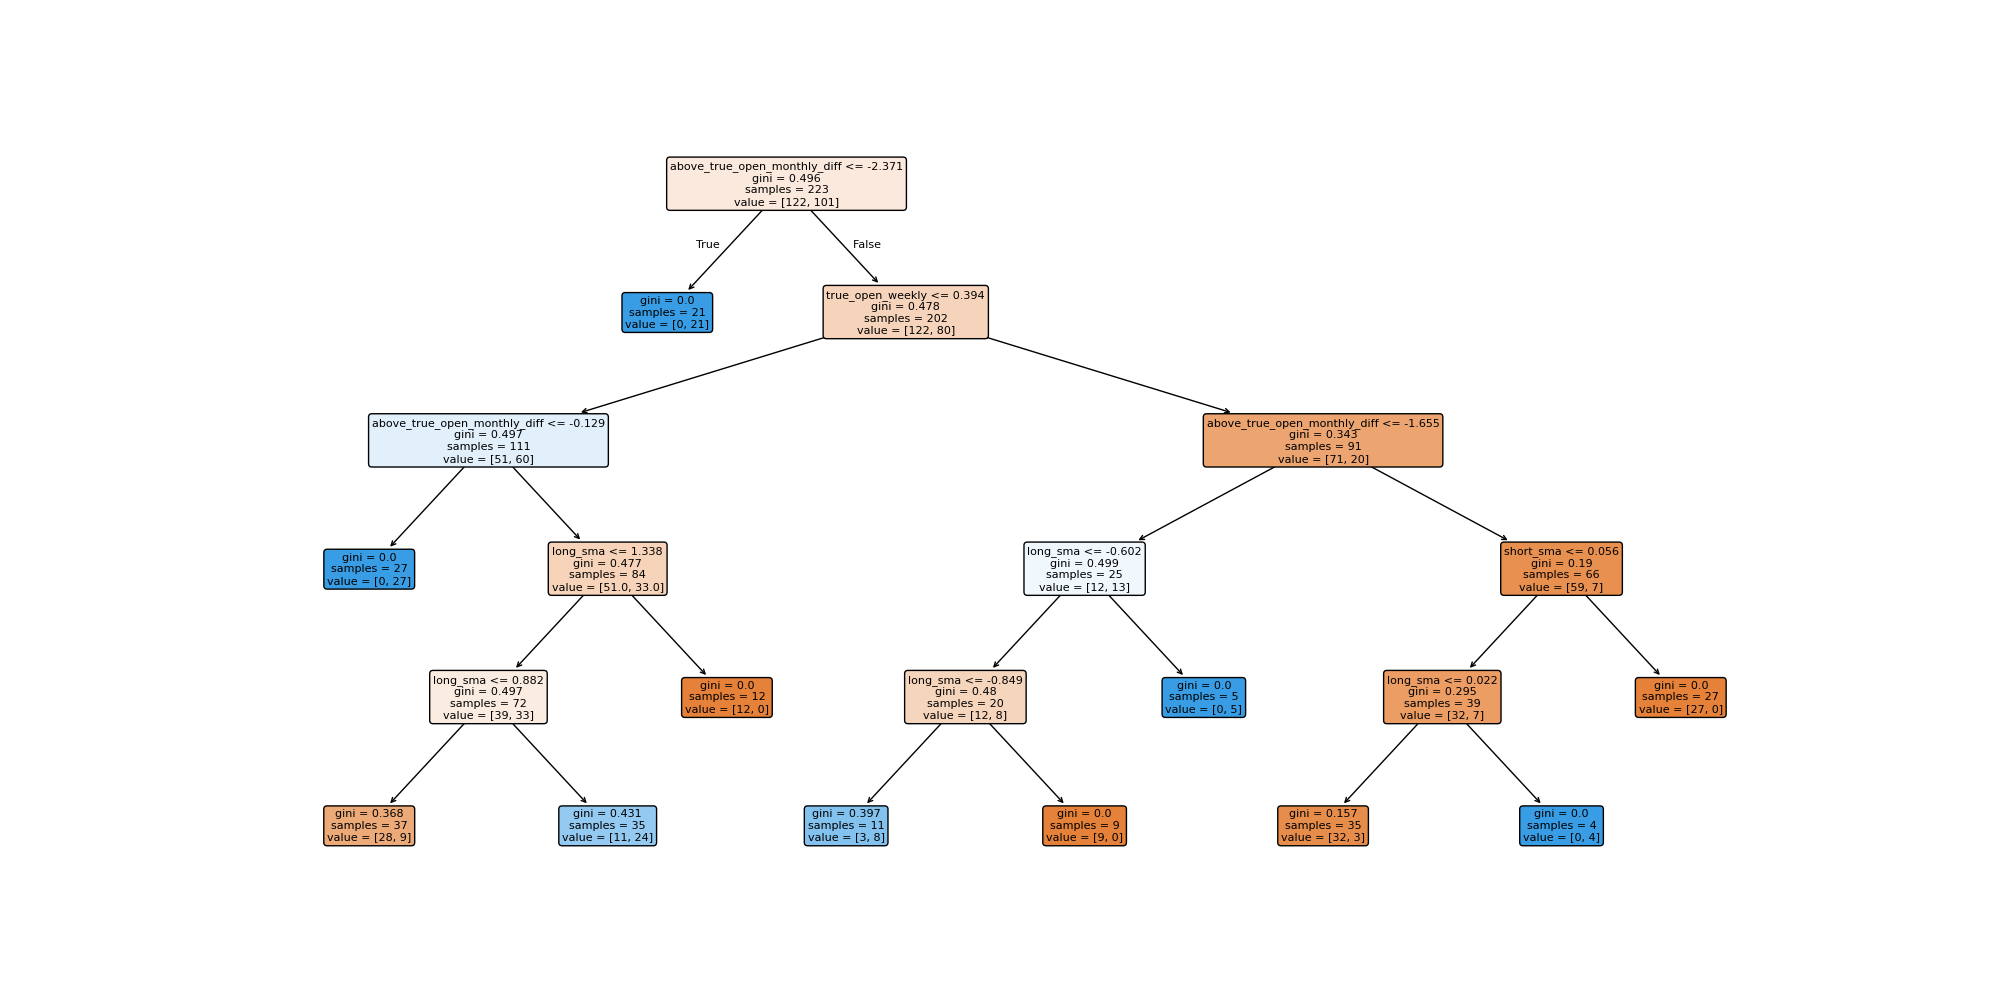 above_true_open_monthly_diff <= -2.371
gini = 0.496
samples = 223
value = [122, 101]
True
False
gini = 0.0
samples = 21
value = [0, 21]
true_open_weekly <= 0.394
gini = 0.478
samples = 202
value = [122, 80]
above_true_open_monthly_diff <= -0.129
gini = 0.497
samples = 111
value = [51, 60]
above_true_open_monthly_diff <= -1.655
gini = 0.343
samples = 91
value = [71, 20]
gini = 0.0
samples = 27
value = [0, 27]
long_sma <= 1.338
gini = 0.477
samples = 84
value = [51.0, 33.0]
long_sma <= -0.602
gini = 0.499
samples = 25
value = [12, 13]
short_sma <= 0.056
gini = 0.19
samples = 66
value = [59, 7]
long_sma <= 0.882
gini = 0.497
samples = 72
value = [39, 33]
gini = 0.0
samples = 12
value = [12, 0]
long_sma <= -0.849
gini = 0.48
samples = 20
value = [12, 8]
gini = 0.0
samples = 5
value = [0, 5]
long_sma <= 0.022
gini = 0.295
samples = 39
value = [32, 7]
gini = 0.0
samples = 27
value = [27, 0]
gini = 0.368
samples = 37
value = [28, 9]
gini = 0.431
samples = 35
value = [11, 24]
gini = 0.397
samples = 11
value = [3, 8]
gini = 0.0
samples = 9
value = [9, 0]
gini = 0.157
samples = 35
value = [32, 3]
gini = 0.0
samples = 4
value = [0, 4]